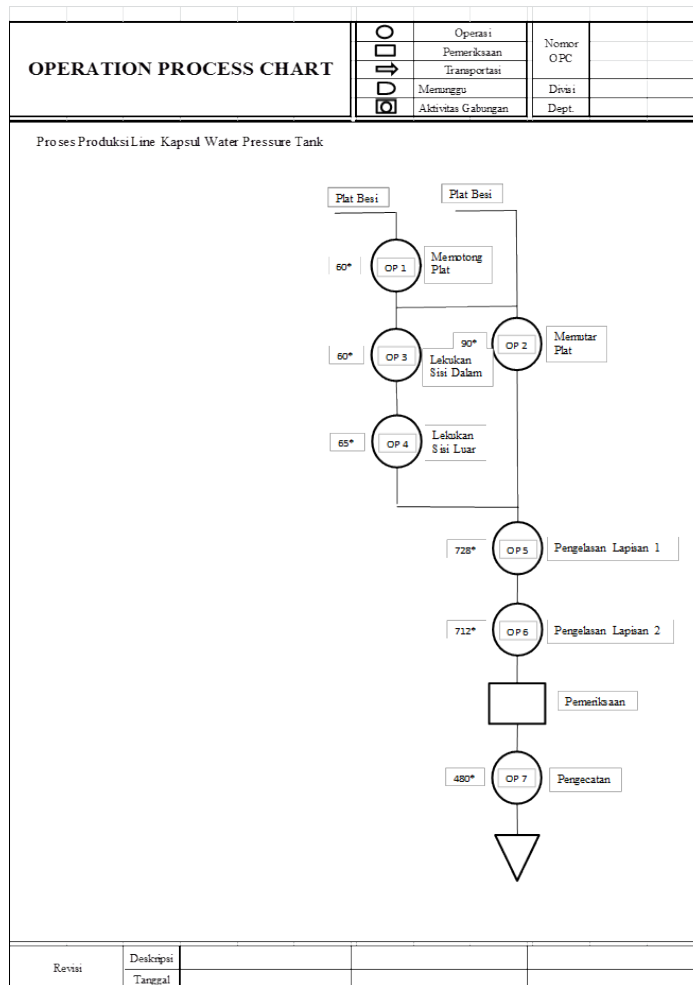 OPERATION PROCESS CHART
Operasi
Pemeriksaan
Transportasi
Menunggu
Aktivitas Gabungan
Nomor
OPC
Divisi
Dept.
Proses Produksi Line Kapsul Water Pressure Tank
Plat Besi
Plat Besi
60"
OP 1
Memotong
Plat
90"
OP 2
Memutar
Plat
60"
OP 3
Lekukan
Sisi Dalam
65"
OP 4
Lekukan
Sisi Luar
728"
OP 5
Pengelasan Lapisan 1
712"
OP 6
Pengelasan Lapisan 2
Pemeriksaan
480"
OP 7
Pengecatan
Revisi
Deskripsi
Tanggal